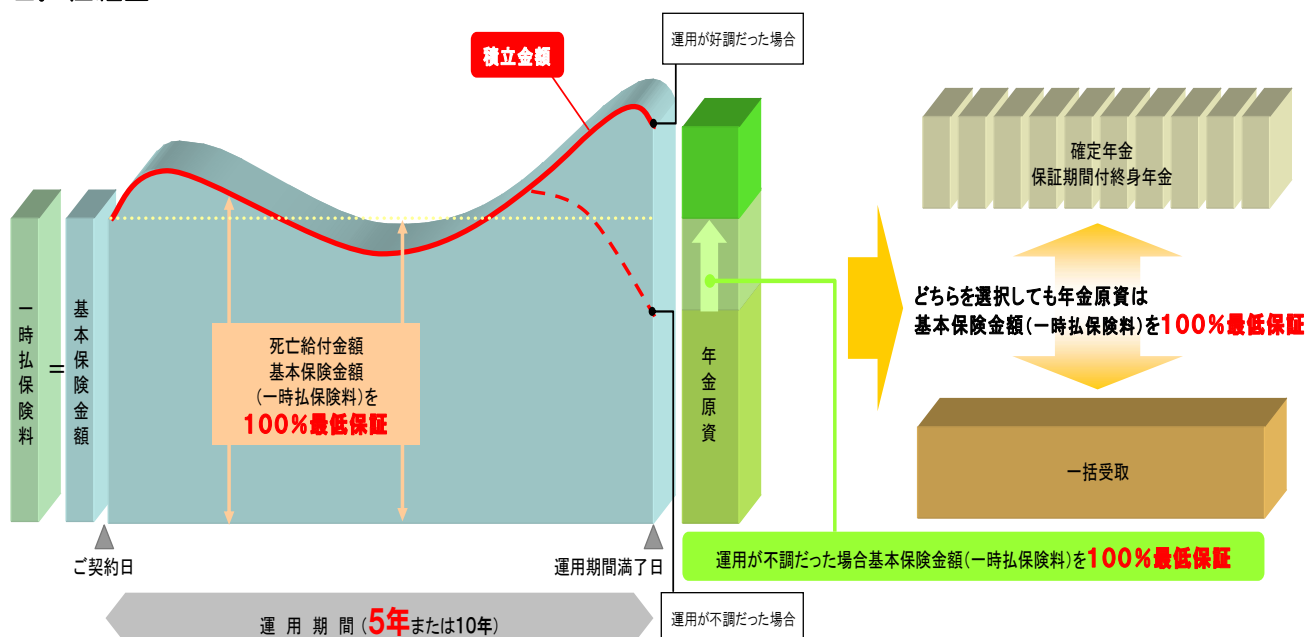 運用が好調だった場合
積立金額
確定年金
保証期間付終身年金
一時払保険料
=
基本保険金額
死亡給付金額
基本保険金額
(一時払保険料)を
100%最低保証
年金原資
どちらを選択しても年金原資は
基本保険金額(一時払保険料)を100%最低保証
一括受取
ご契約日
運用期間満了日
運用が不調だった場合基本保険金額(一時払保険料)を100%最低保証
運用期間(5年または10年)
運用が不調だった場合